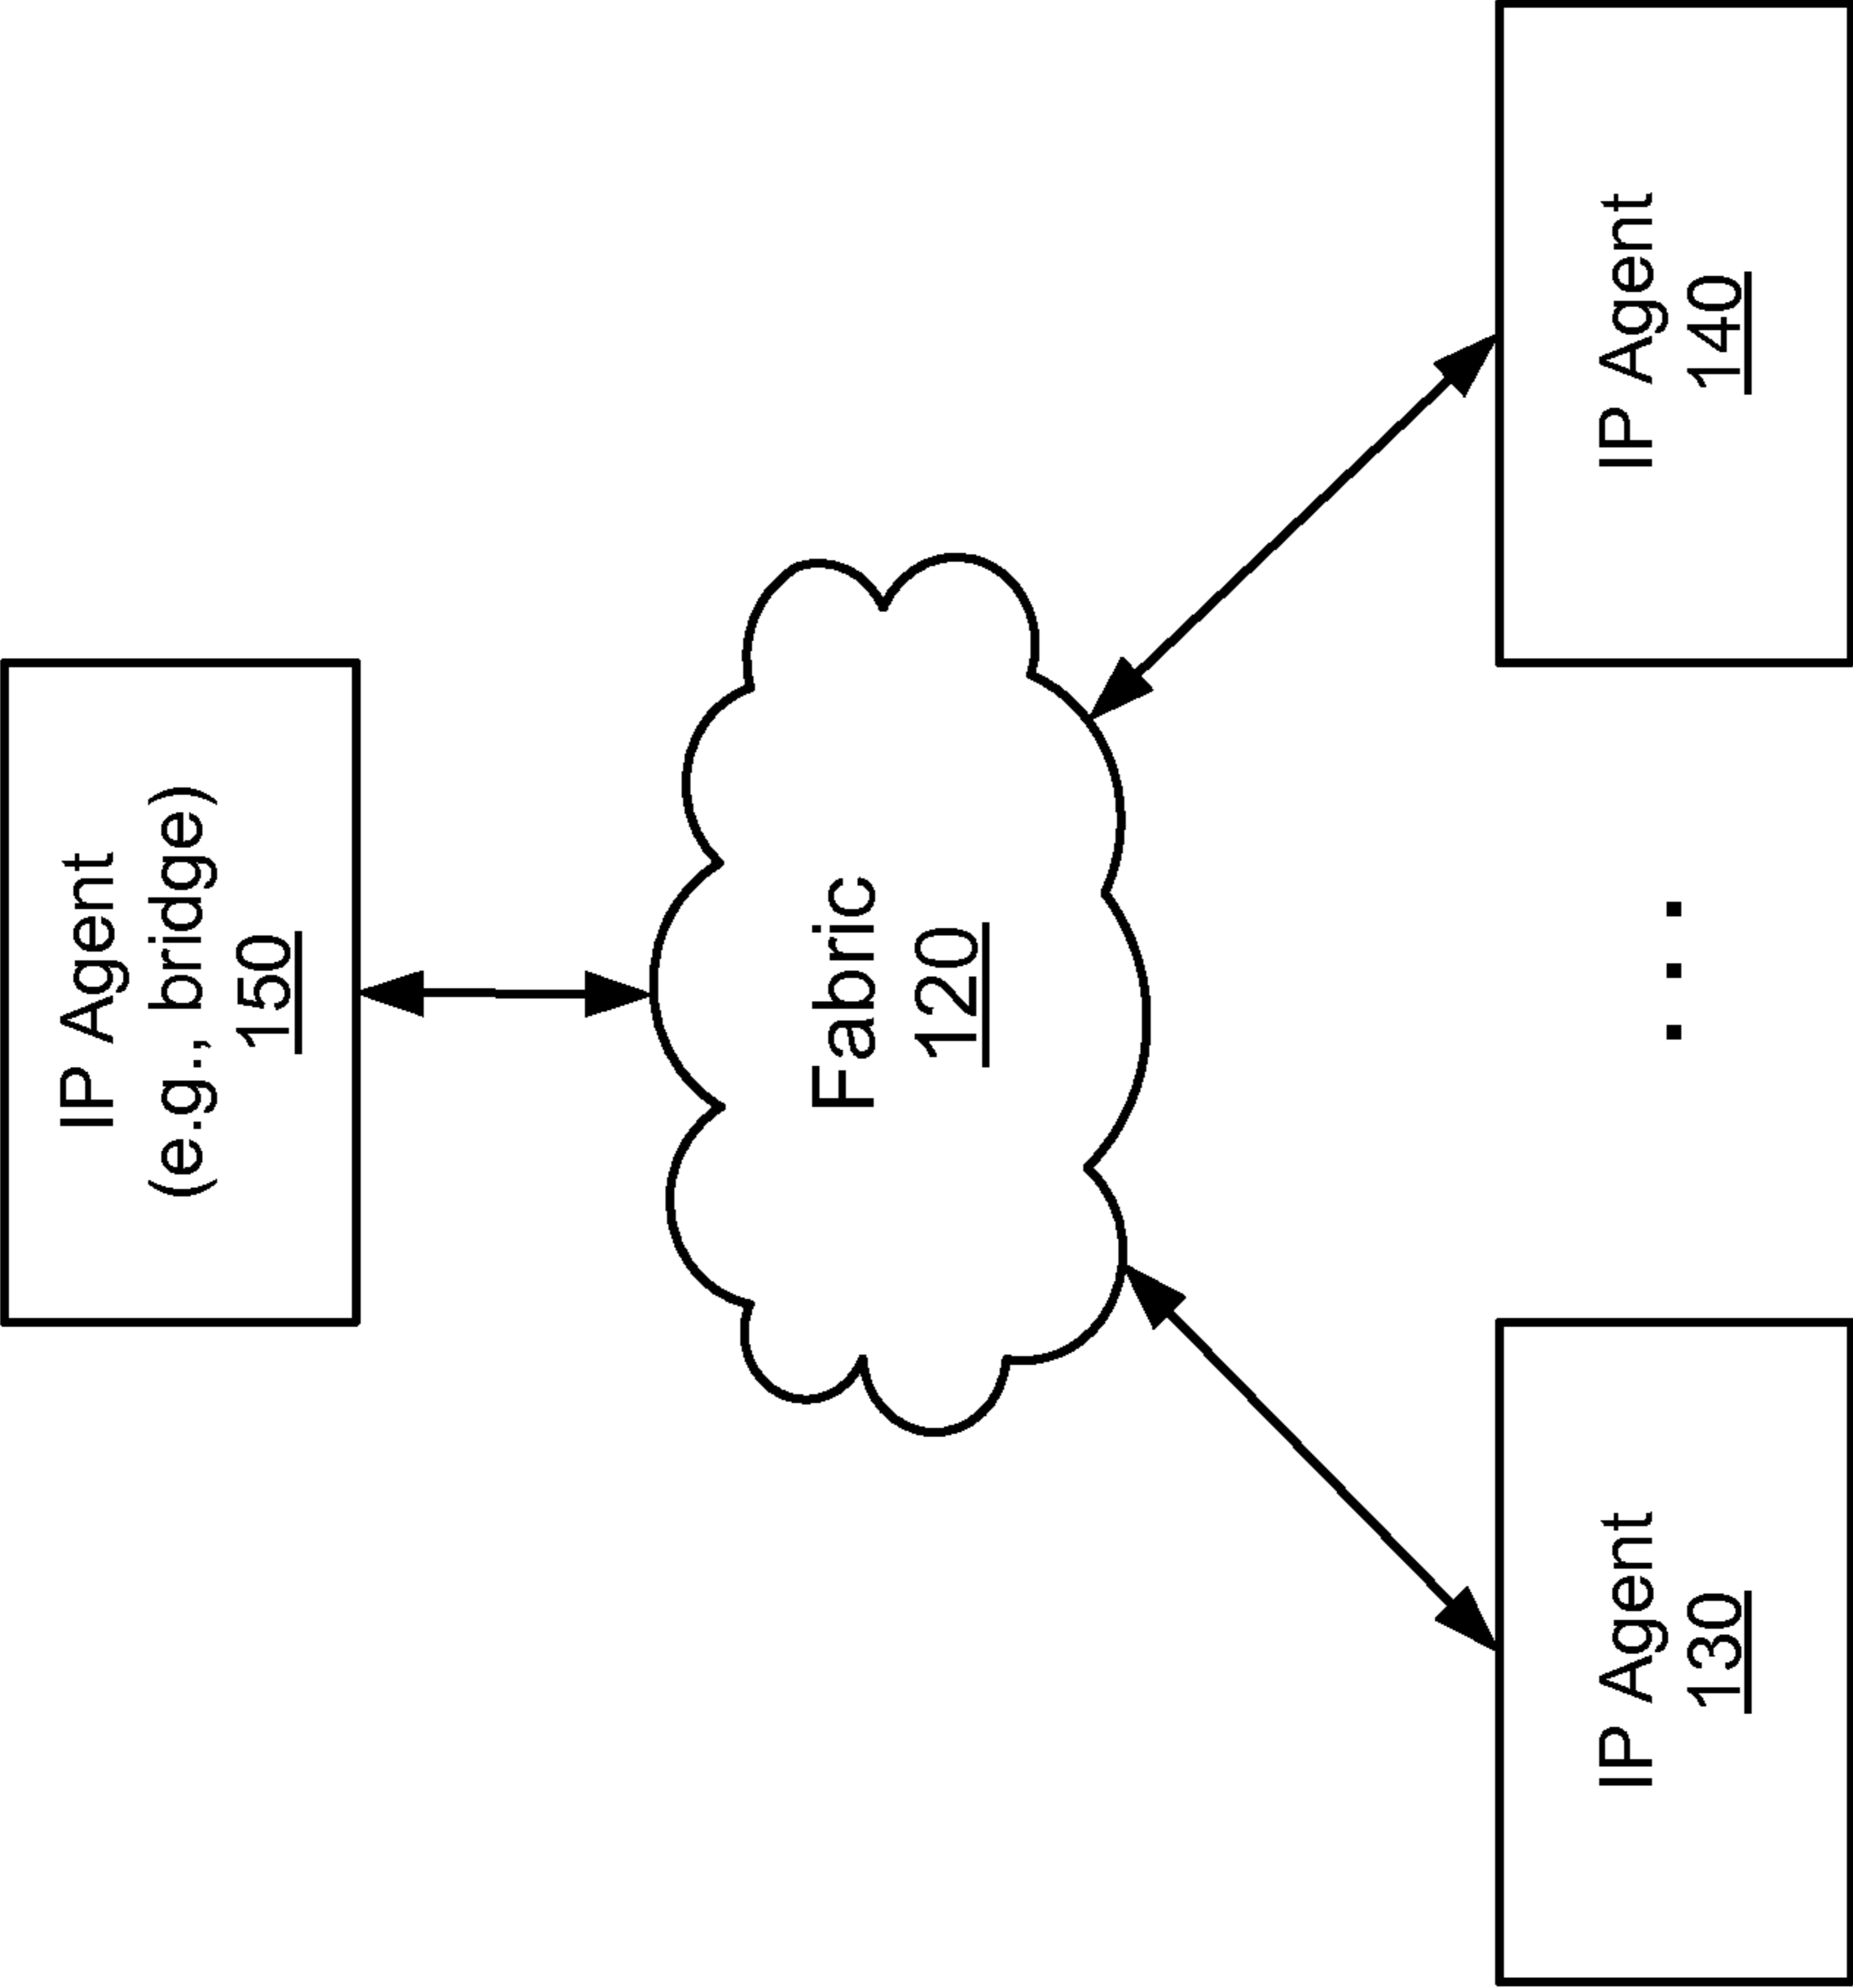 IP Agent
(e.g., bridge)
150
Fabric
120
IP Agent
130
. . .
IP Agent
140